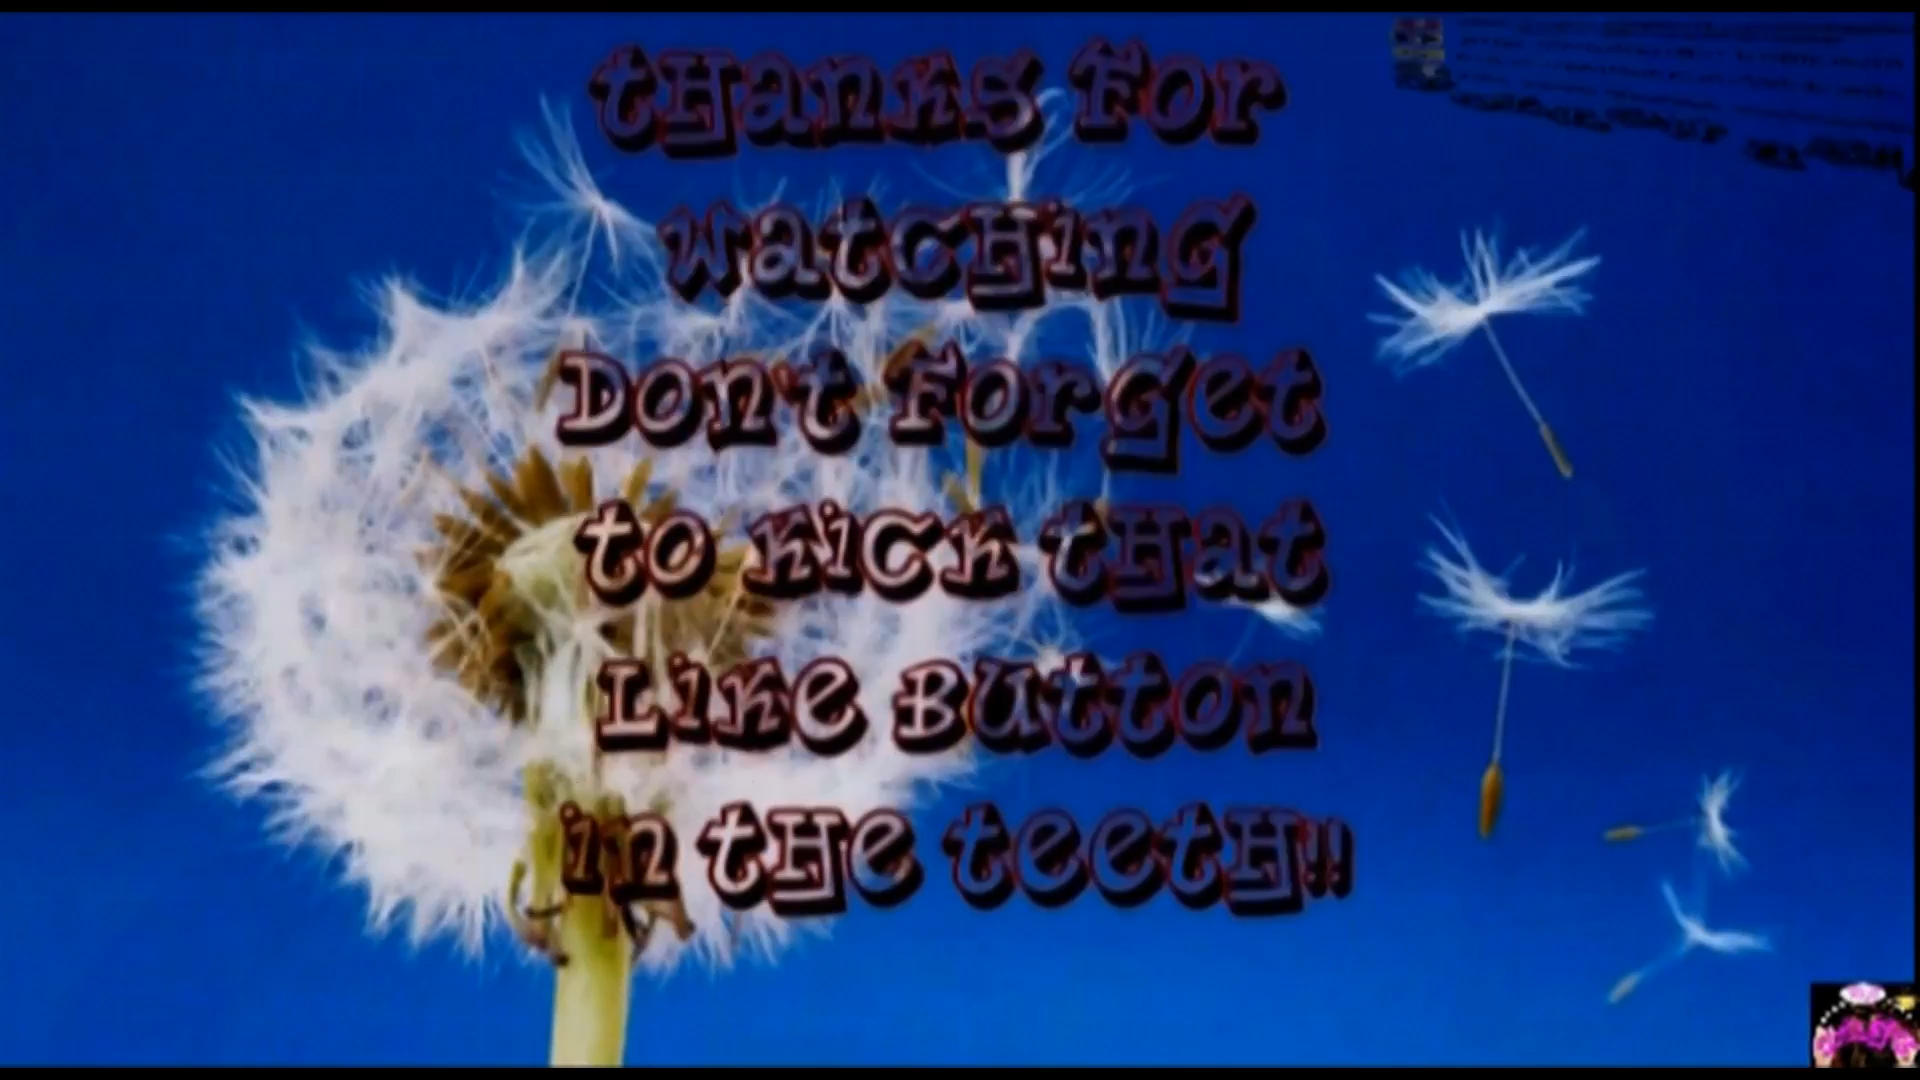 tHanks For
watcHinG
Don't ForGet
to kick tHat
Like Button
in tHe teetH!!